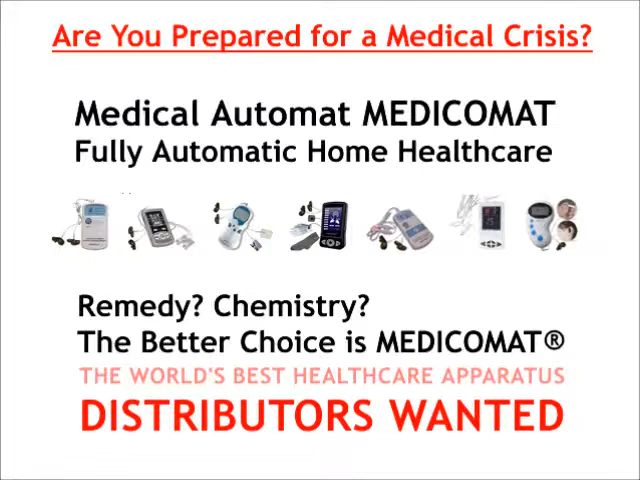 Are You Prepared for a Medical Crisis?
Medical Automat MEDICOMAT
Fully Automatic Home Healthcare
Remedy? Chemistry?
The Better Choice is MEDICOMAT®
THE WORLD'S BEST HEALTHCARE APPARATUS
DISTRIBUTORS WANTED